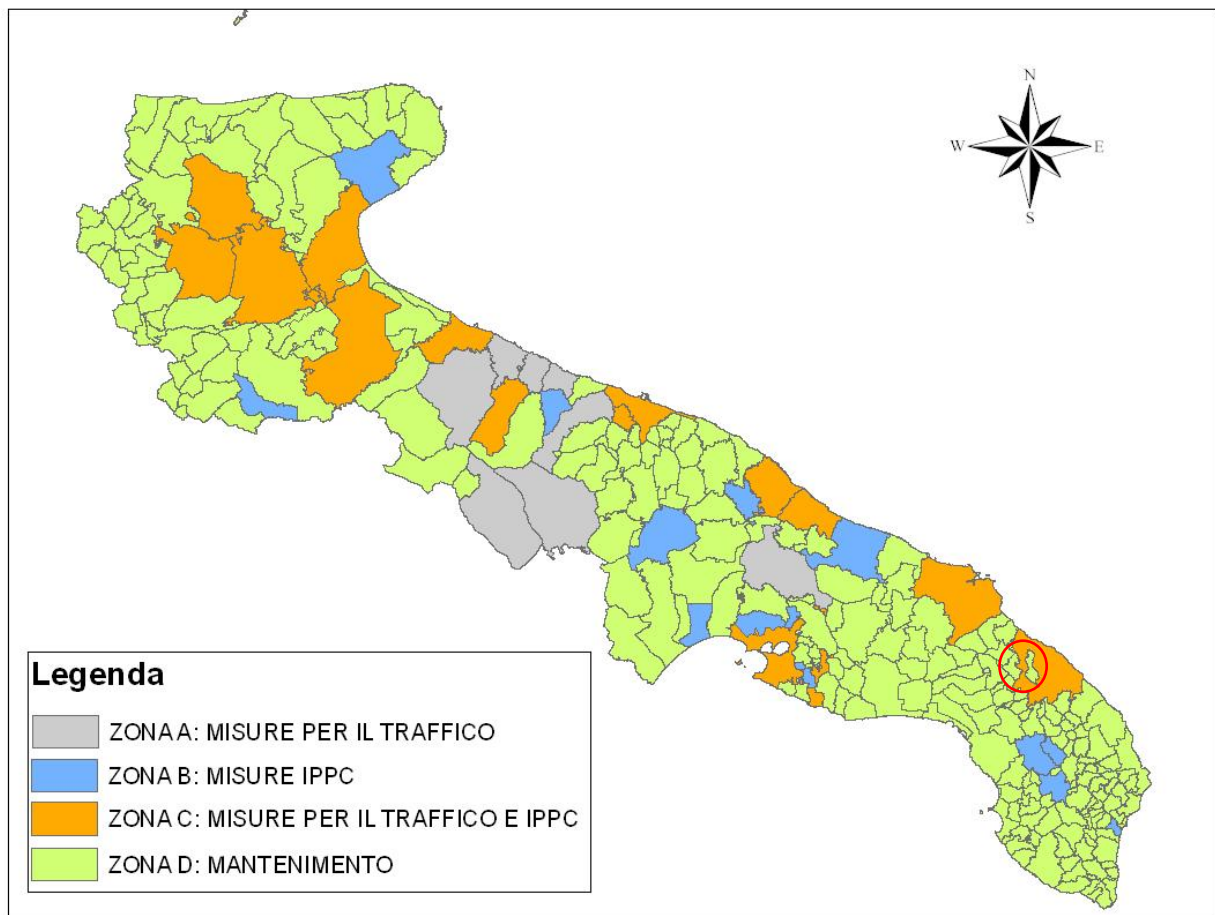 N
W E
S
Legenda
ZONA A: MISURE PER IL TRAFFICO
ZONA B: MISURE IPPC
ZONA C: MISURE PER IL TRAFFICO E IPPC
ZONA D: MANTENIMENTO